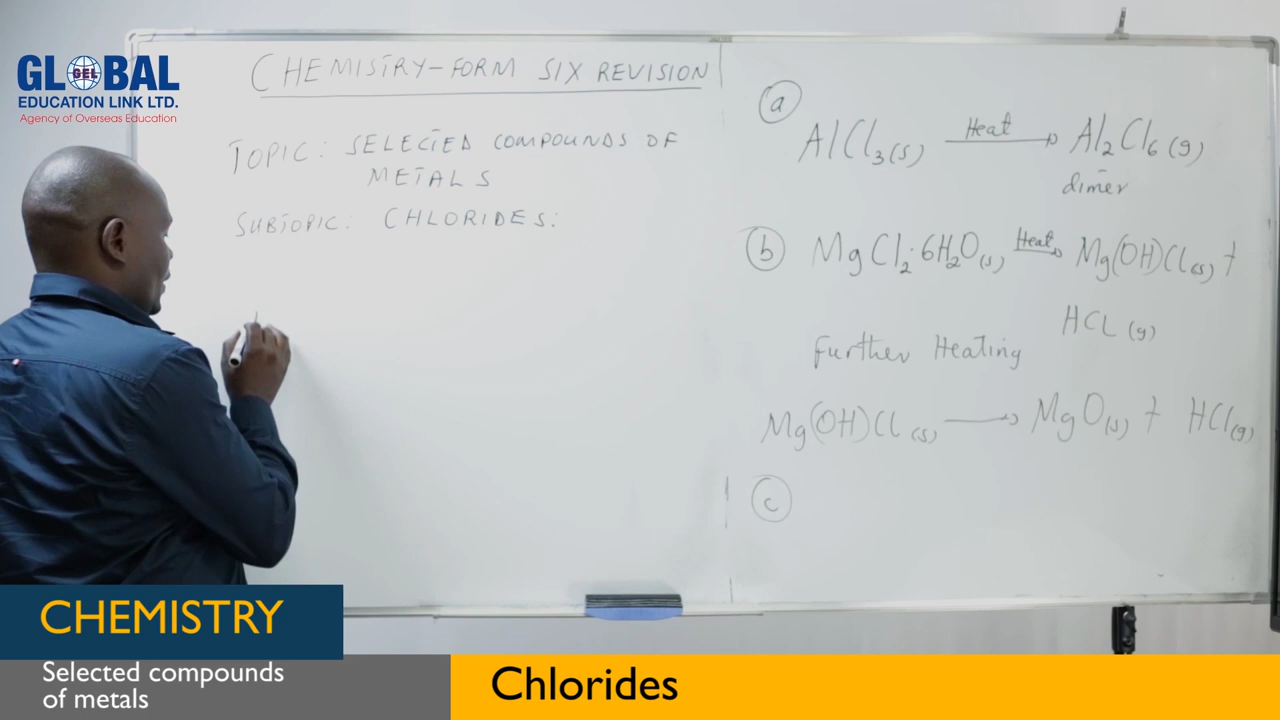 GLOBAL
GEL
EDUCATION LINK LTD.
Agency of Overseas Education
CHEMISTRY-FORM SIX REVISION
TOPIC: SELECTED COMPOUNDS OF
METALS
SUBTOPIC: CHLORIDES:
(a)
AlCl₃(s) —Heat→ Al₂Cl₆(g)
dimer
(b) MgCl₂·6H₂O(s) —Heat→ Mg(OH)Cl(s) +
HCl(g)
Further Heating
Mg(OH)Cl(s) → MgO(s) + HCl(g)
(c)
CHEMISTRY
Selected compounds
of metals
Chlorides